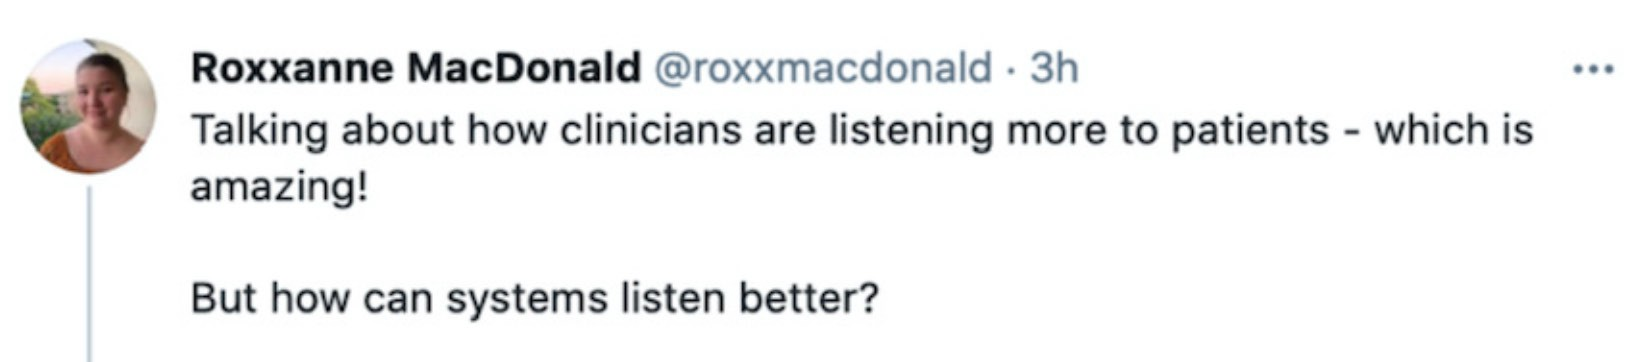 Roxxanne MacDonald @roxxmacdonald · 3h
Talking about how clinicians are listening more to patients - which is
amazing!
But how can systems listen better?